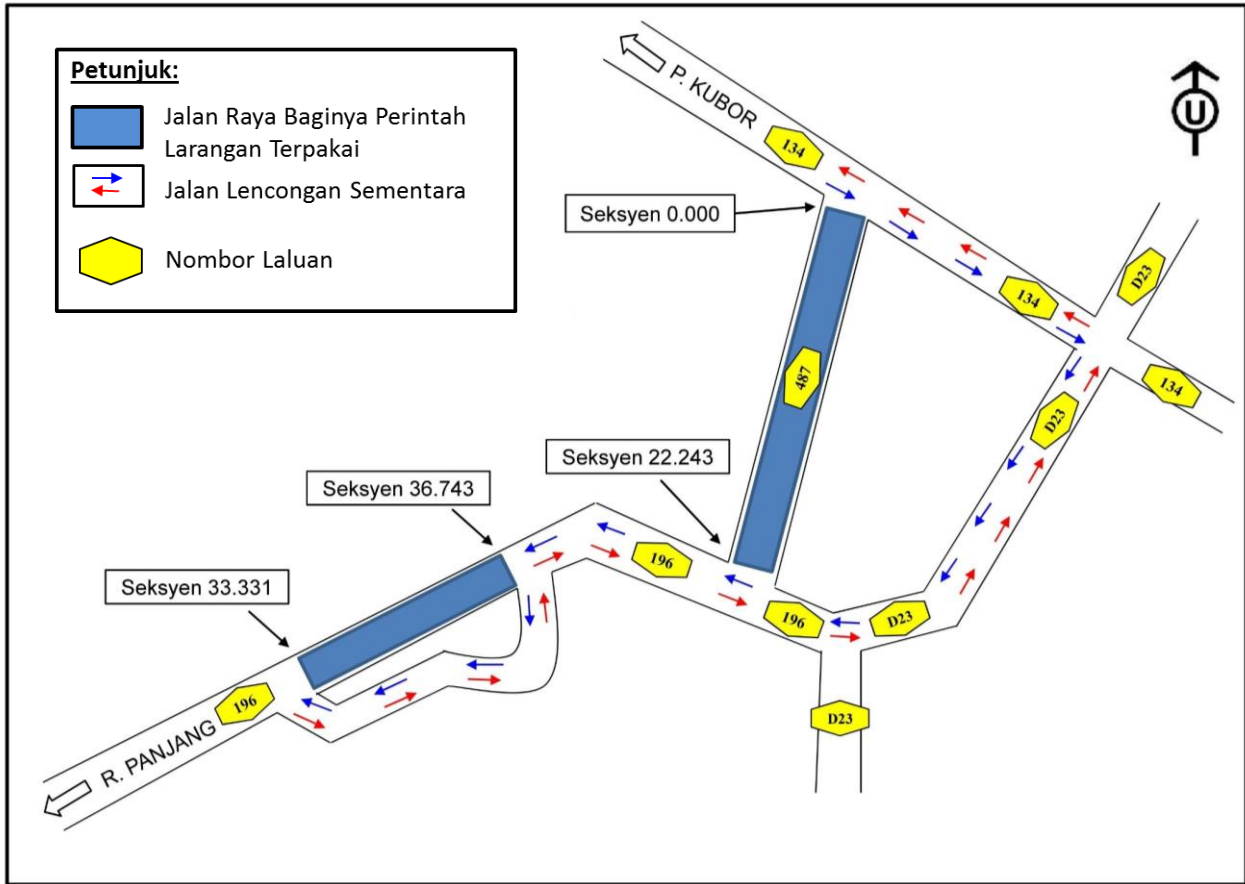 Petunjuk:
Jalan Raya Baginya Perintah
Larangan Terpakai
Jalan Lencongan Sementara
Nombor Laluan
P. KUBOR
U
134
Seksyen 0.000
134
D23
134
487
D23
Seksyen 22.243
Seksyen 36.743
196
Seksyen 33.331
196
D23
196
R. PANJANG
D23